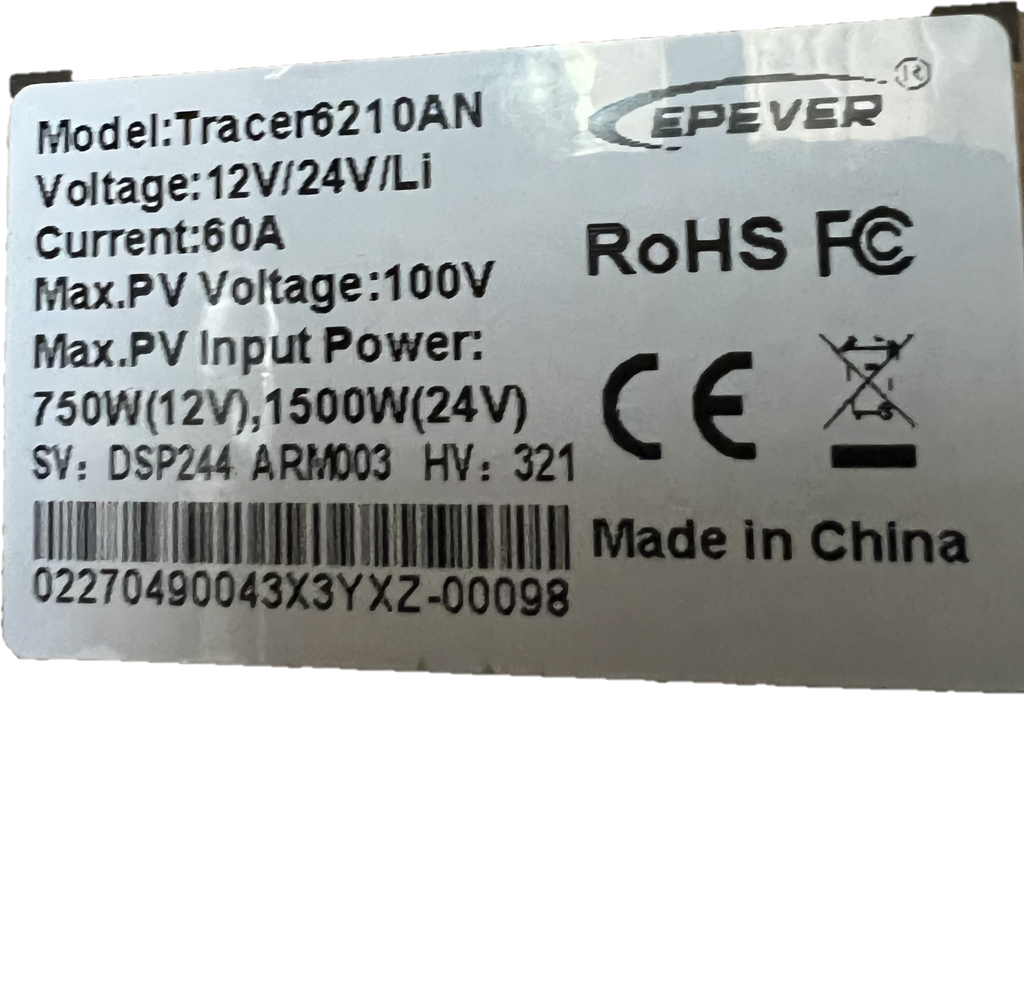 EPEVER ®
Model:Tracer6210AN
Voltage:12V/24V/Li
Current:60A
Max.PV Voltage:100V
Max.PV Input Power:
750W(12V),1500W(24V)
SV: DSP244 ARM003 HV: 321
02270490043X3YXZ-00098
RoHS FC
CE
Made in China